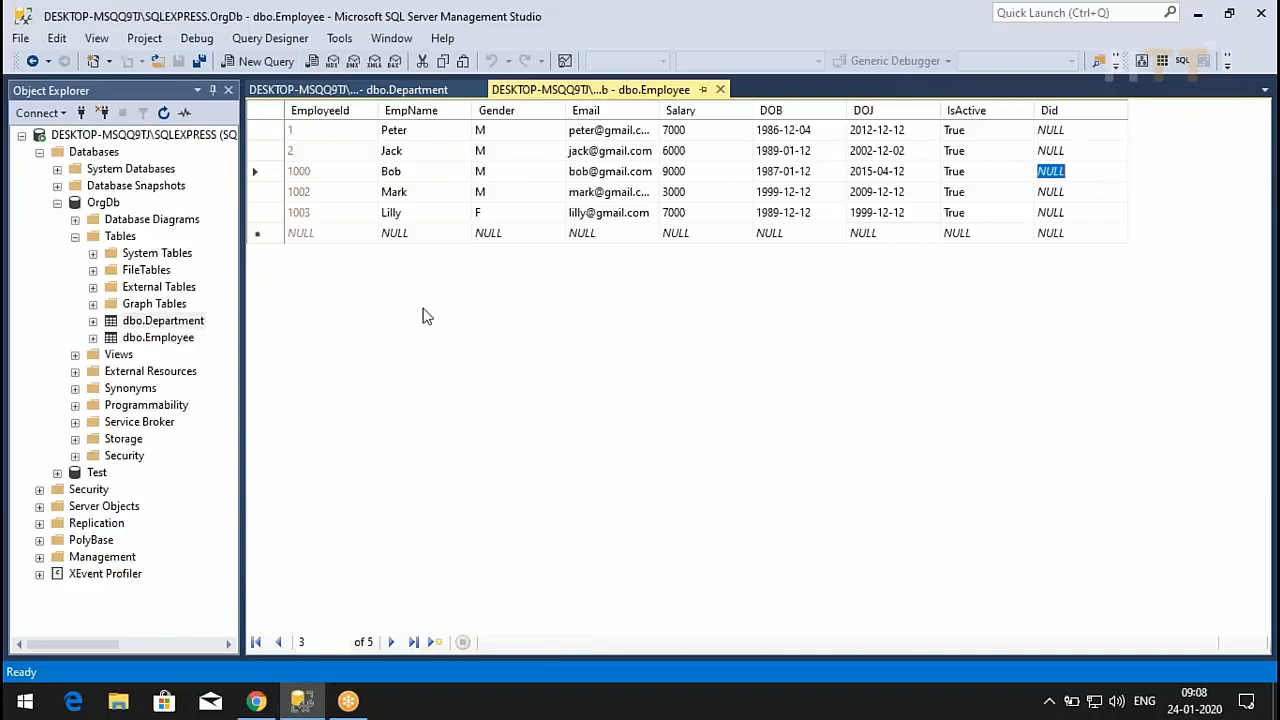 DESKTOP-MSQQ9TJ\SQLEXPRESS.OrgDb - dbo.Employee - Microsoft SQL Server Management Studio
Quick Launch (Ctrl+Q)
File Edit View Project Debug Query Designer Tools Window Help
New Query
Generic Debugger
Object Explorer
DESKTOP-MSQQ9TJ\...- dbo.Department
DESKTOP-MSQQ9TJ\...b - dbo.Employee
Connect
DESKTOP-MSQQ9TJ\SQLEXPRESS (SQ
Databases
System Databases
Database Snapshots
OrgDb
Database Diagrams
Tables
System Tables
FileTables
External Tables
Graph Tables
dbo.Department
dbo.Employee
Views
External Resources
Synonyms
Programmability
Service Broker
Storage
Security
Test
Security
Server Objects
Replication
PolyBase
Management
XEvent Profiler
EmployeeId EmpName Gender Email Salary DOB DOJ IsActive Did
1 Peter M peter@gmail.c... 7000 1986-12-04 2012-12-12 True NULL
2 Jack M jack@gmail.com 6000 1989-01-12 2002-12-02 True NULL
1000 Bob M bob@gmail.com 9000 1987-01-12 2015-04-12 True NULL
1002 Mark M mark@gmail.c... 3000 1999-12-12 2009-12-12 True NULL
1003 Lilly F lilly@gmail.com 7000 1989-12-12 1999-12-12 True NULL
NULL NULL NULL NULL NULL NULL NULL NULL NULL
3 of 5
Ready
ENG
09:08
24-01-2020